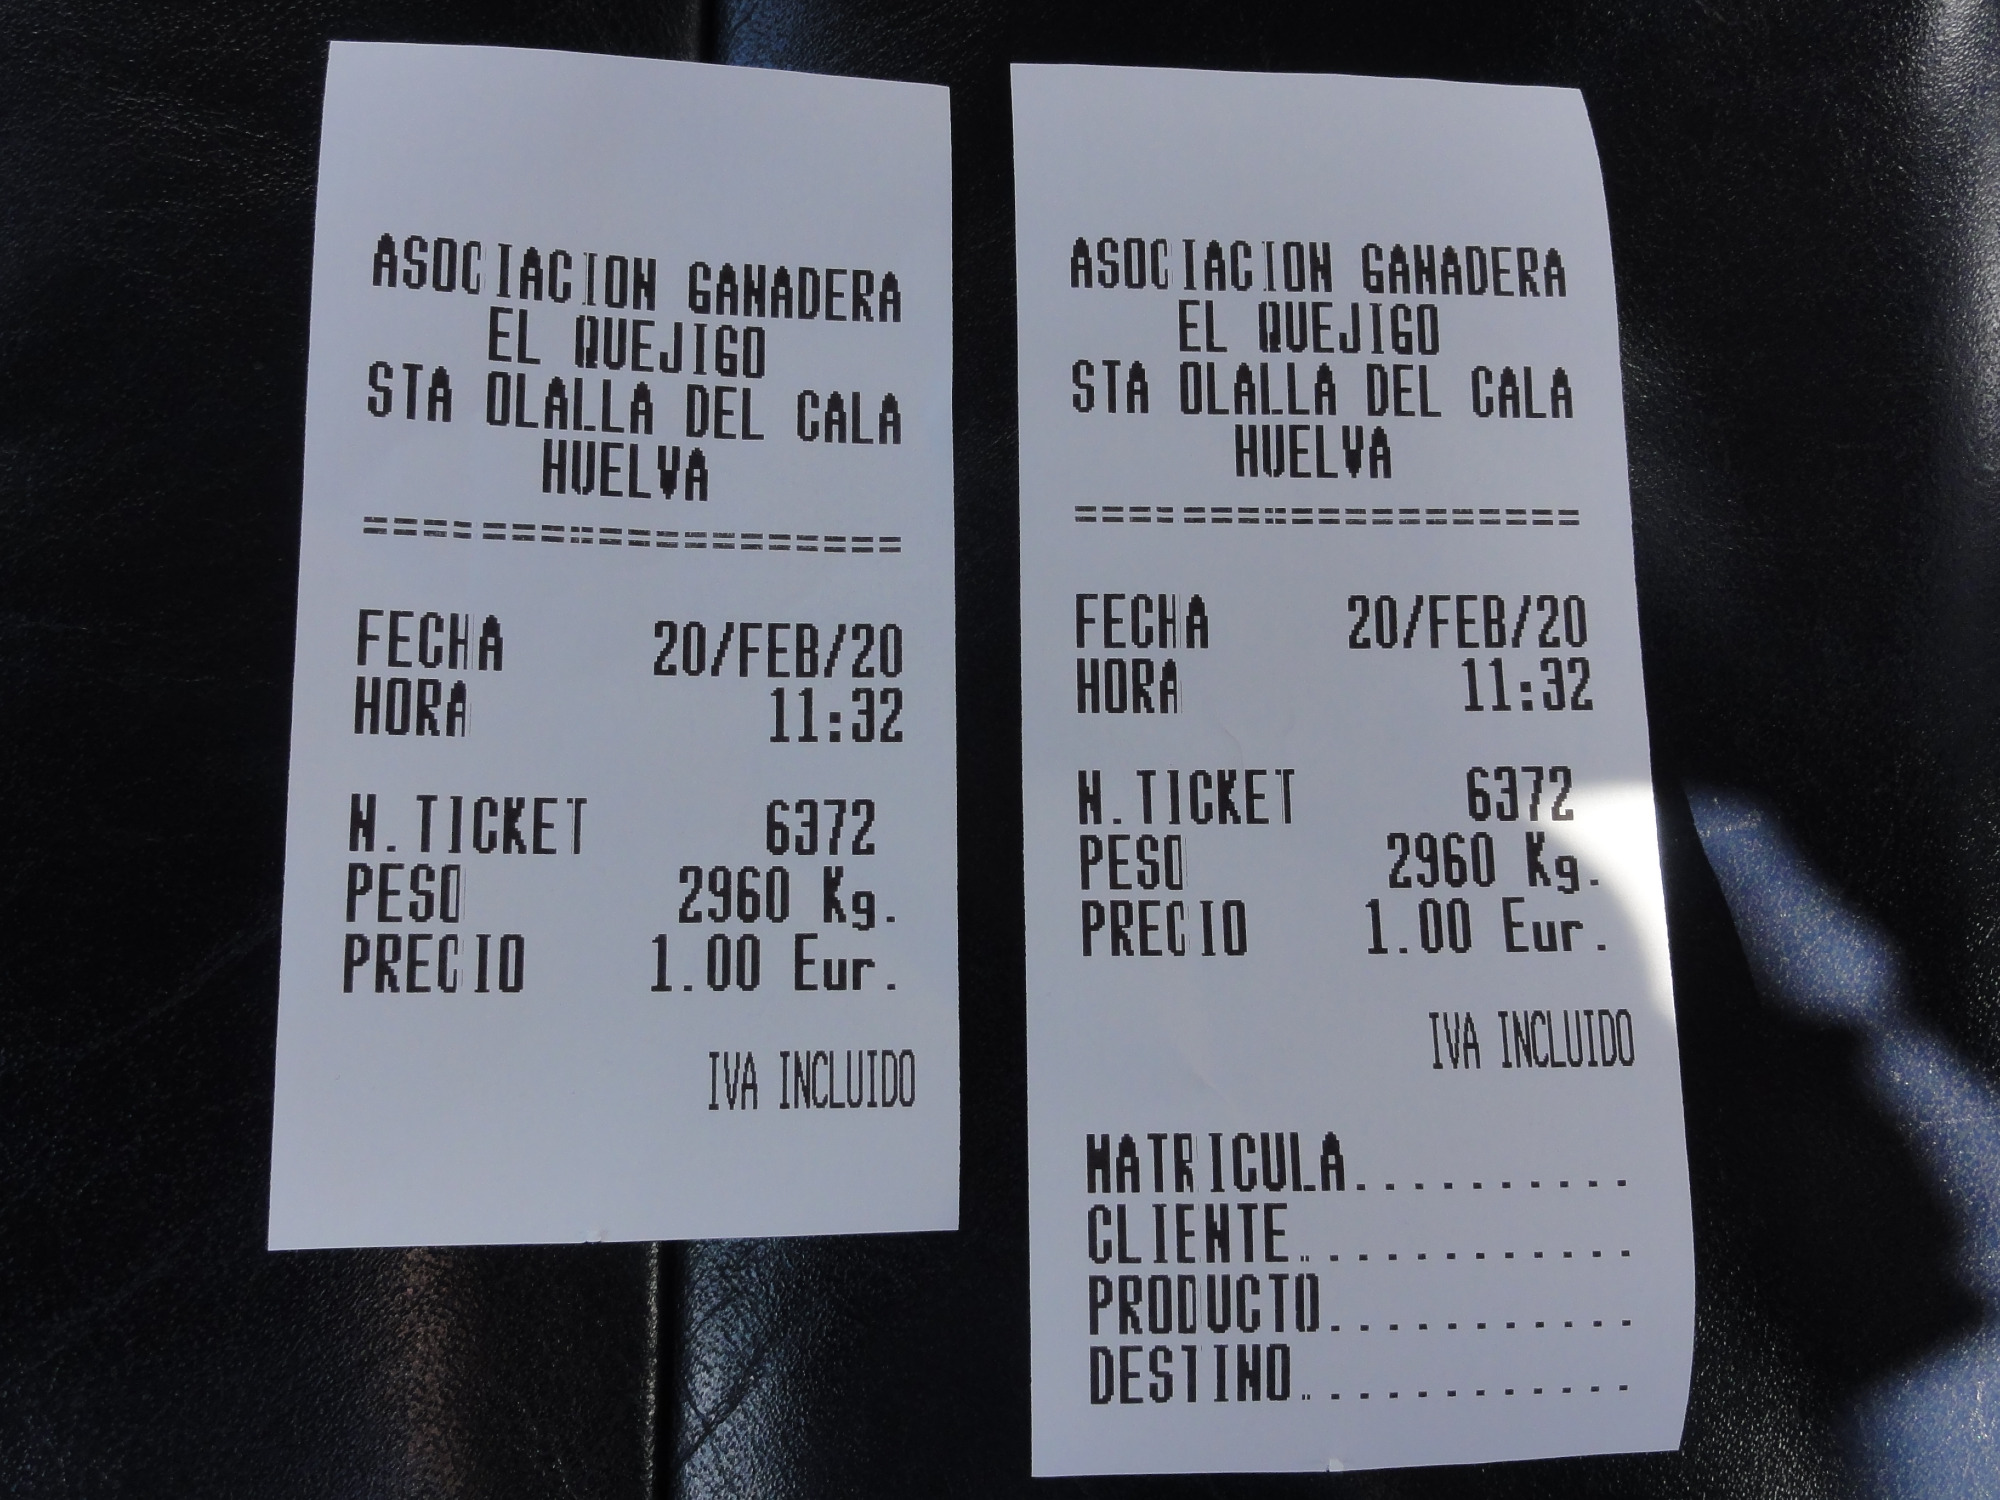 ASOCIACION GANADERA
EL QUEJIGO
STA OLALLA DEL CALA
HUELVA
===================
FECHA 20/FEB/20
HORA 11:32
N.TICKET 6372
PESO 2960 Kg.
PRECIO 1.00 Eur.
IVA INCLUIDO
ASOCIACION GANADERA
EL QUEJIGO
STA OLALLA DEL CALA
HUELVA
===================
FECHA 20/FEB/20
HORA 11:32
N.TICKET 6372
PESO 2960 Kg.
PRECIO 1.00 Eur.
IVA INCLUIDO
MATRICULA..........
CLIENTE............
PRODUCTO...........
DESTINO............